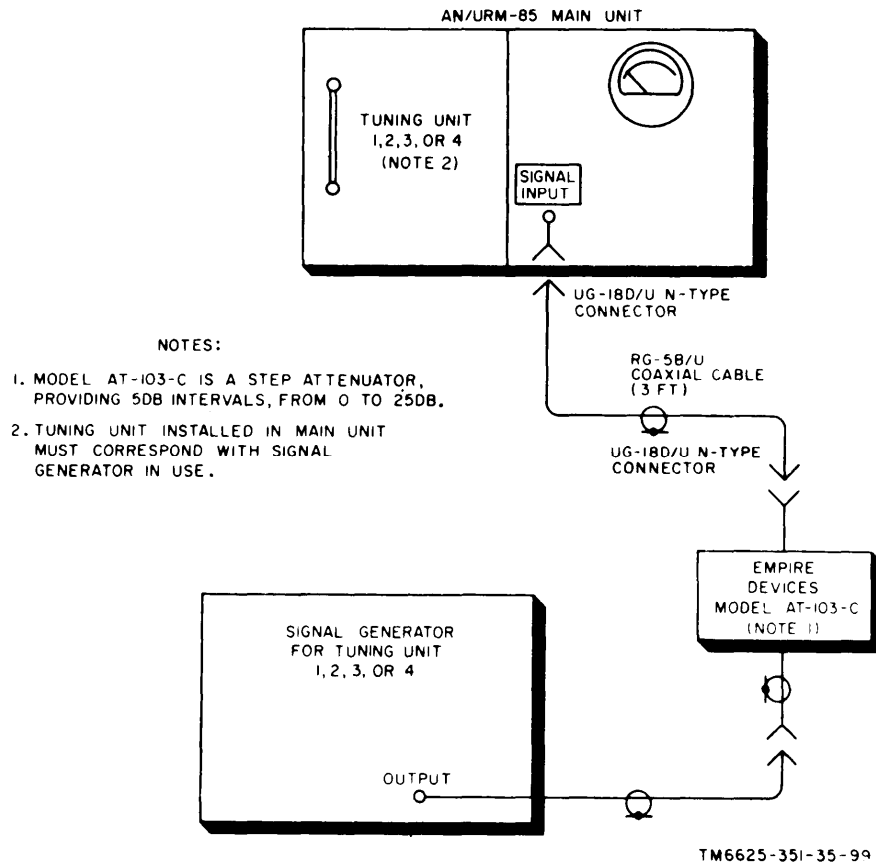 AN/URM-85 MAIN UNIT
TUNING UNIT
1,2,3, OR 4
(NOTE 2)
SIGNAL
INPUT
UG-18D/U N-TYPE
CONNECTOR
NOTES:
1. MODEL AT-103-C IS A STEP ATTENUATOR,
PROVIDING 5DB INTERVALS, FROM 0 TO 25DB.
2. TUNING UNIT INSTALLED IN MAIN UNIT
MUST CORRESPOND WITH SIGNAL
GENERATOR IN USE.
RG-58/U
COAXIAL CABLE
(3 FT)
UG-18D/U N-TYPE
CONNECTOR
EMPIRE
DEVICES
MODEL AT-103-C
(NOTE 1)
SIGNAL GENERATOR
FOR TUNING UNIT
1, 2, 3, OR 4
OUTPUT
TM6625-351-35-99